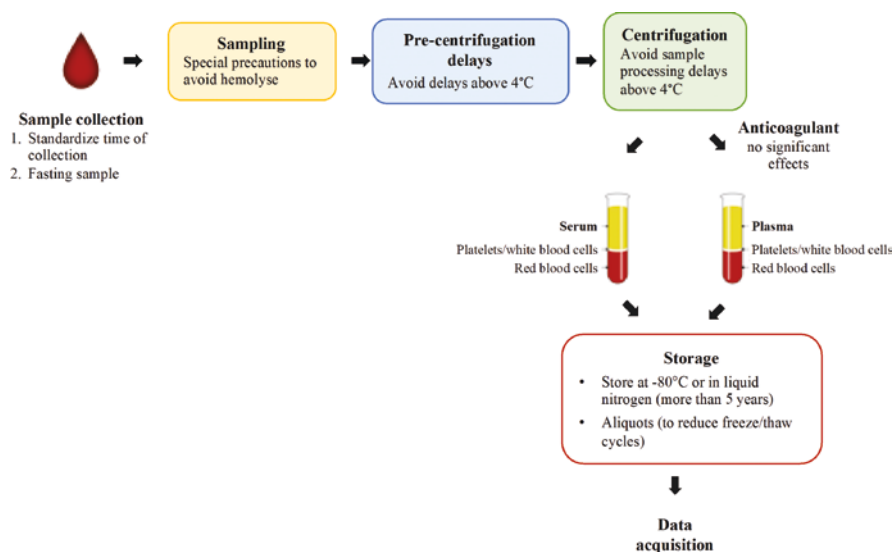 Sampling
Special precautions to
avoid hemolyse
Pre-centrifugation
delays
Avoid delays above 4°C
Centrifugation
Avoid sample
processing delays
above 4°C
Sample collection
1. Standardize time of
collection
2. Fasting sample
Anticoagulant
no significant
effects
Serum
Platelets/white blood cells
Red blood cells
Plasma
Platelets/white blood cells
Red blood cells
Storage
• Store at -80°C or in liquid
nitrogen (more than 5 years)
• Aliquots (to reduce freeze/thaw
cycles)
Data
acquisition